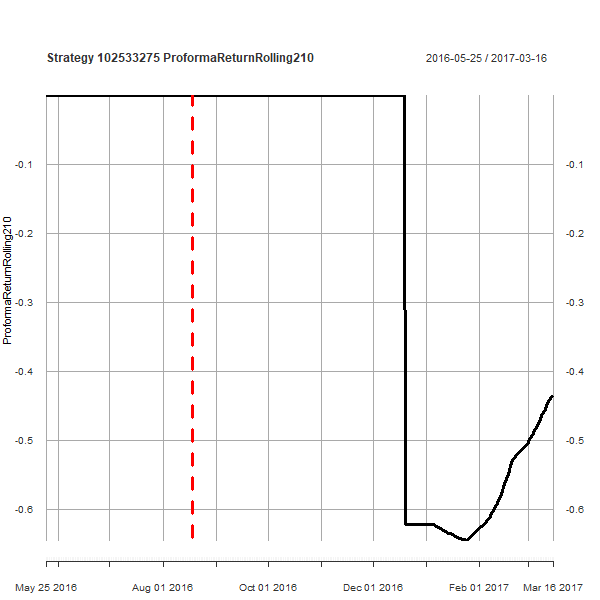 Strategy 102533275 ProformaReturnRolling210
2016-05-25 / 2017-03-16
ProformaReturnRolling210
-0.1 -0.1
-0.2 -0.2
-0.3 -0.3
-0.4 -0.4
-0.5 -0.5
-0.6 -0.6
May 25 2016 Aug 01 2016 Oct 01 2016 Dec 01 2016 Feb 01 2017 Mar 16 2017